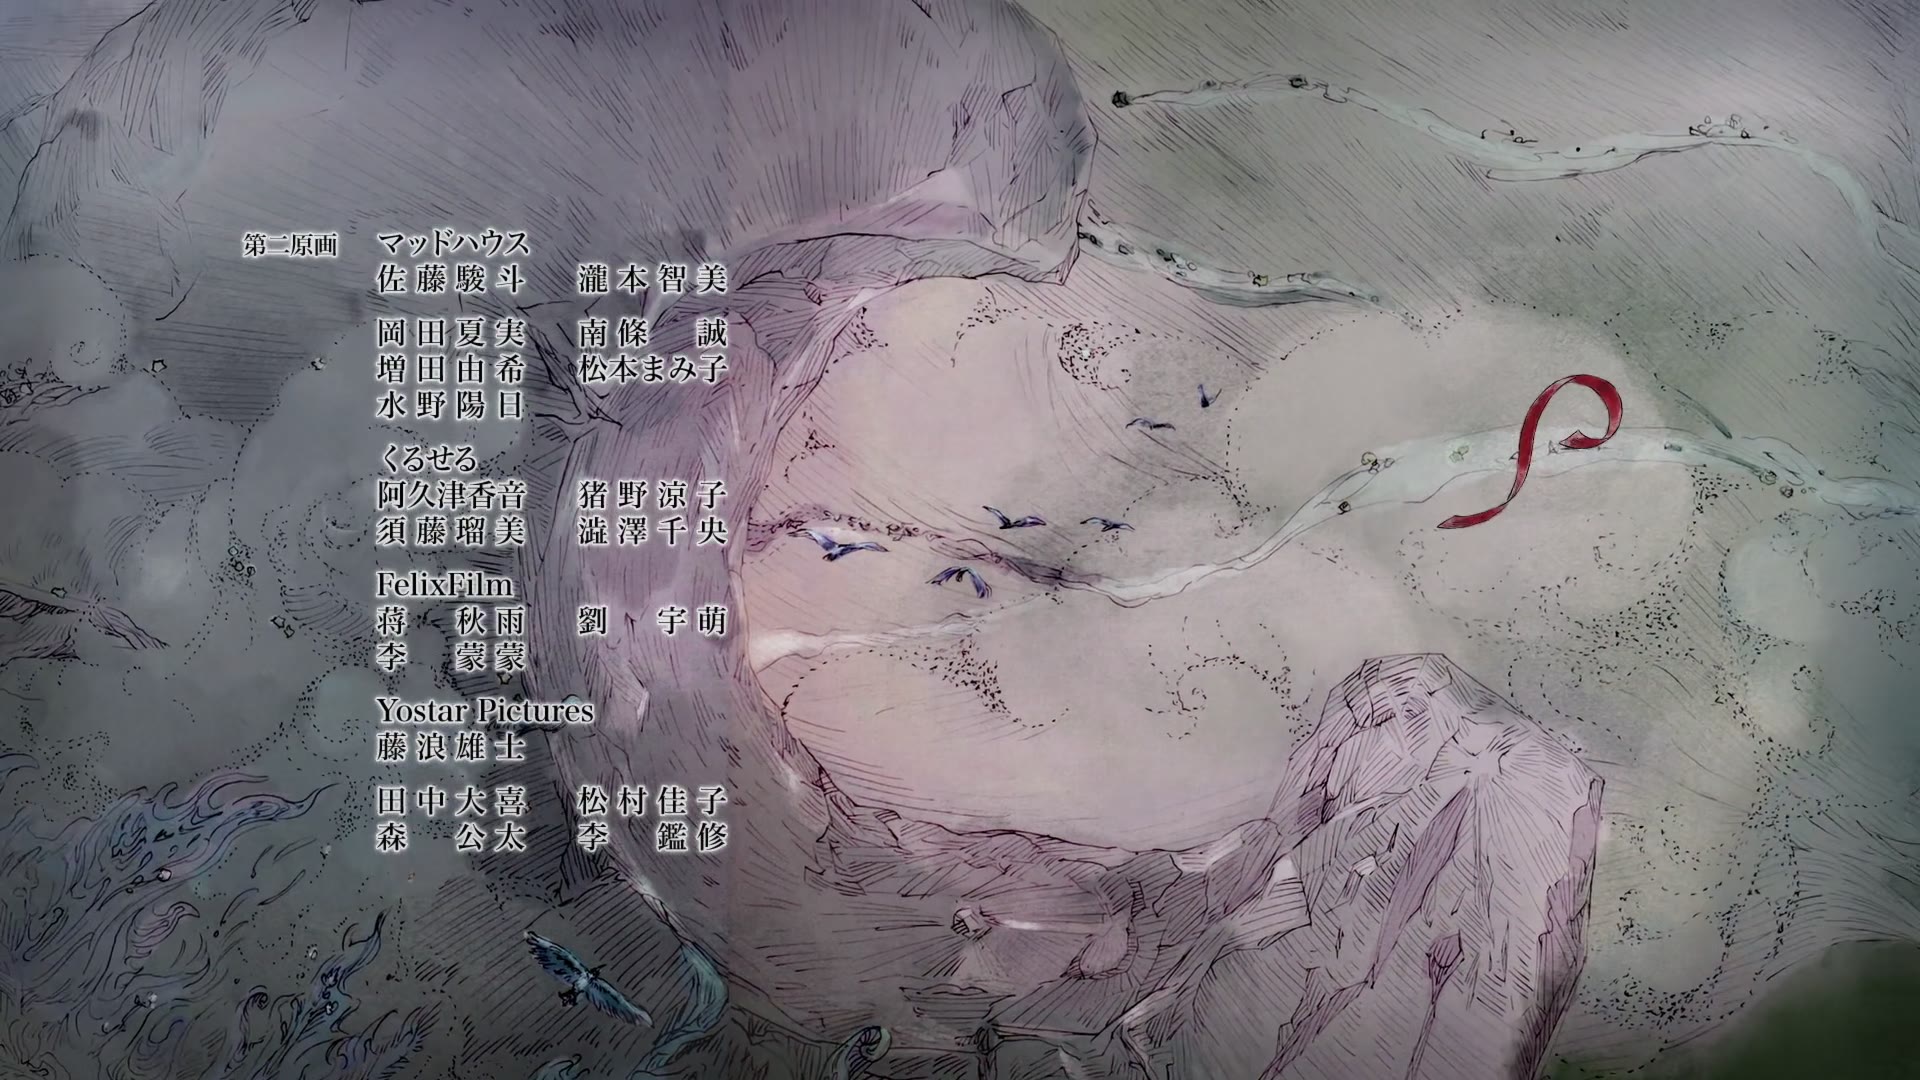 第二原画 マッドハウス
佐藤駿斗 瀧本智美
岡田夏実 南條 誠
増田由希 松本まみ子
水野陽日
くるせる
阿久津香音 猪野涼子
須藤瑠美 澁澤千央
FelixFilm
蒋 秋雨 劉 宇萌
李 蒙蒙
Yostar Pictures
藤浪雄士
田中大喜 松村佳子
森 公太 李 鑑修